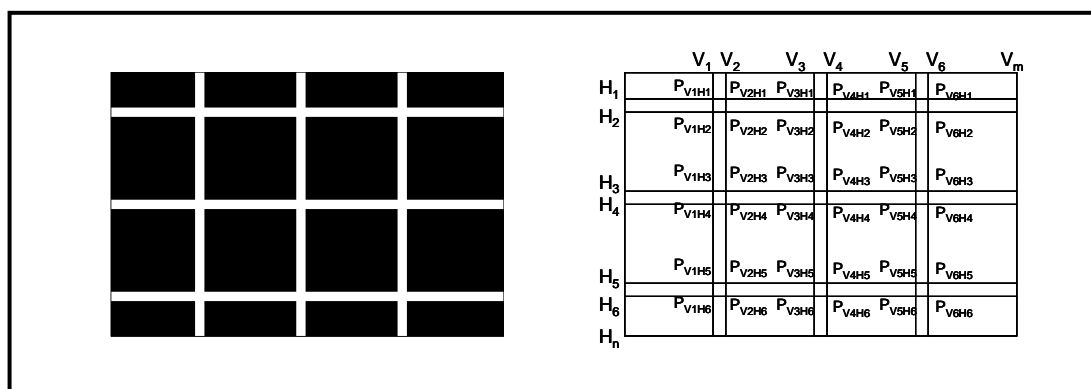 V1 V2 V3 V4 V5 V6 Vm
H1 PV1H1 PV2H1 PV3H1 PV4H1 PV5H1 PV6H1
H2 PV1H2 PV2H2 PV3H2 PV4H2 PV5H2 PV6H2
H3 PV1H3 PV2H3 PV3H3 PV4H3 PV5H3 PV6H3
H4 PV1H4 PV2H4 PV3H4 PV4H4 PV5H4 PV6H4
H5 PV1H5 PV2H5 PV3H5 PV4H5 PV5H5 PV6H5
H6 PV1H6 PV2H6 PV3H6 PV4H6 PV5H6 PV6H6
Hn